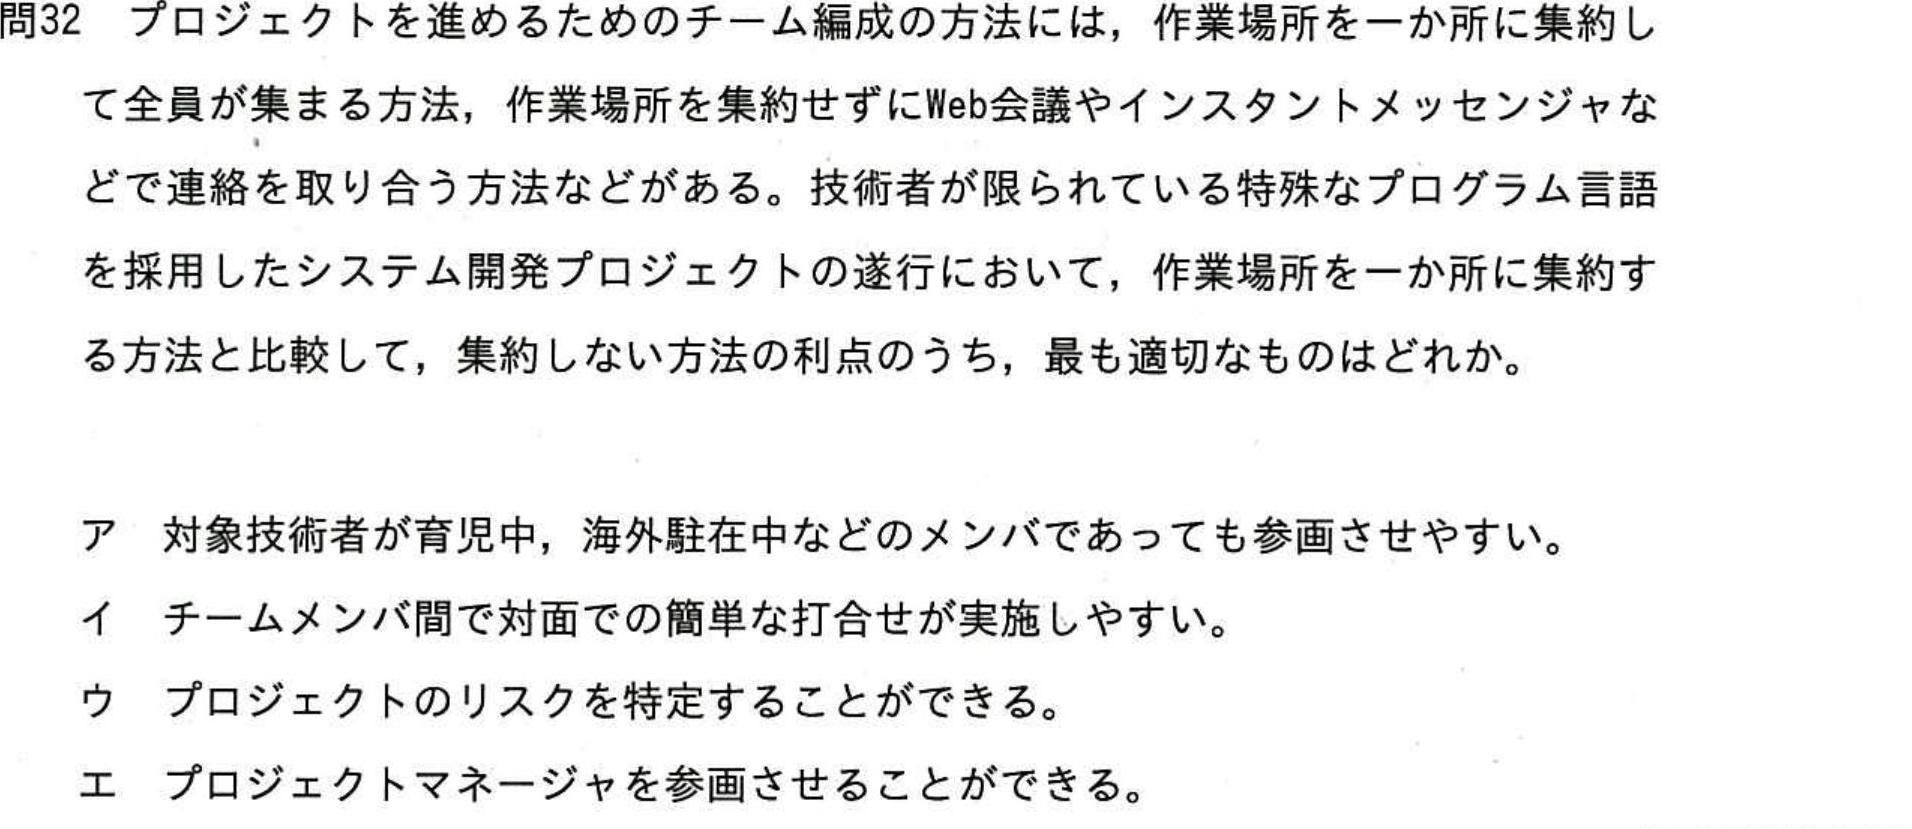 問32　プロジェクトを進めるためのチーム編成の方法には，作業場所を一か所に集約し
て全員が集まる方法，作業場所を集約せずにWeb会議やインスタントメッセンジャな
どで連絡を取り合う方法などがある。技術者が限られている特殊なプログラム言語
を採用したシステム開発プロジェクトの遂行において，作業場所を一か所に集約す
る方法と比較して，集約しない方法の利点のうち，最も適切なものはどれか。
ア　対象技術者が育児中，海外駐在中などのメンバであっても参画させやすい。
イ　チームメンバ間で対面での簡単な打合せが実施しやすい。
ウ　プロジェクトのリスクを特定することができる。
エ　プロジェクトマネージャを参画させることができる。